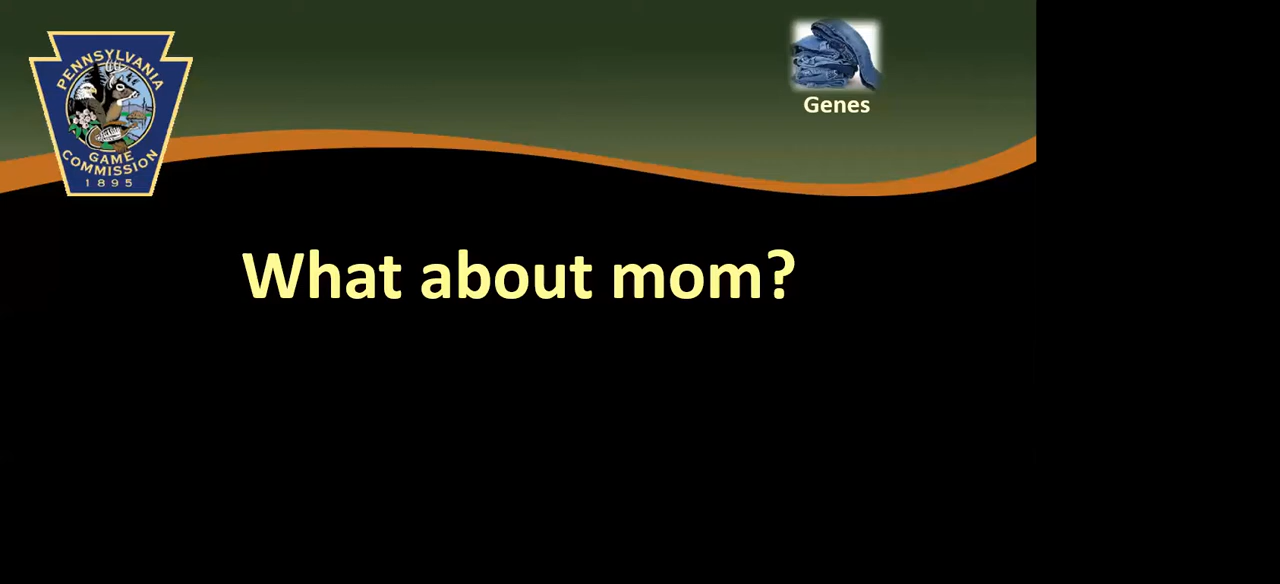 PENNSYLVANIA
GAME
COMMISSION
1895
Genes
What about mom?